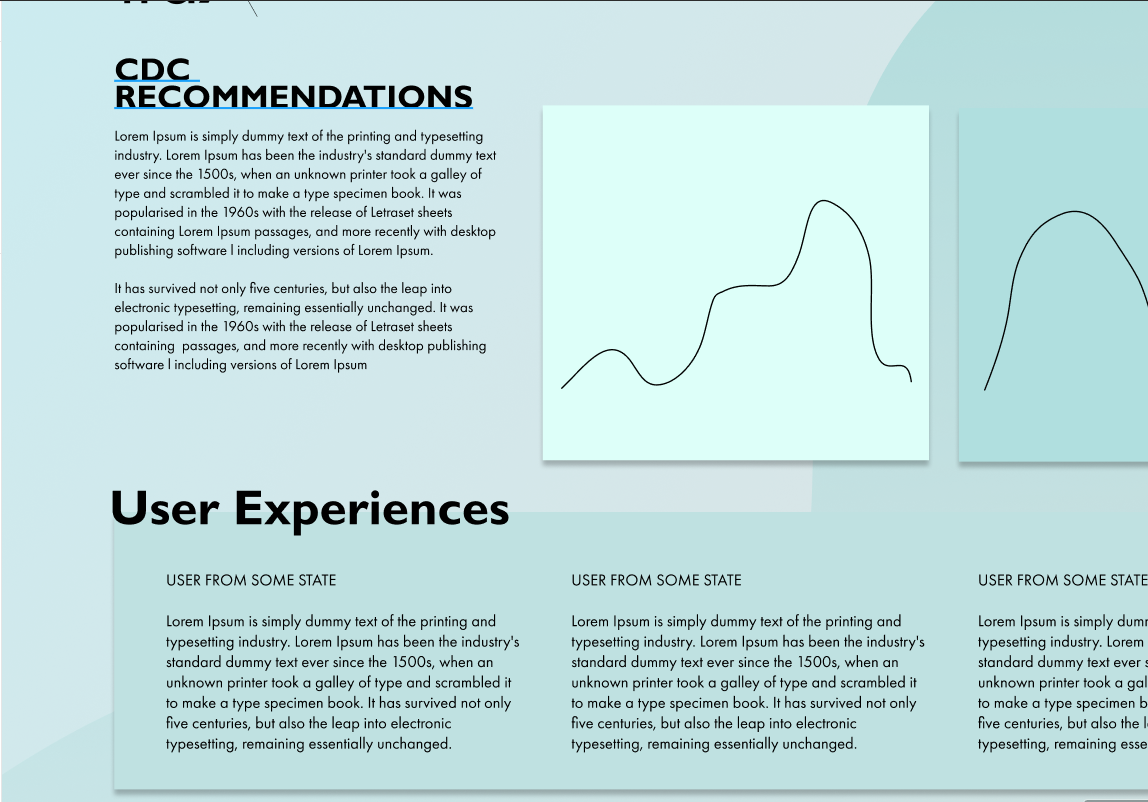 CDC
RECOMMENDATIONS
Lorem Ipsum is simply dummy text of the printing and typesetting
industry. Lorem Ipsum has been the industry's standard dummy text
ever since the 1500s, when an unknown printer took a galley of
type and scrambled it to make a type specimen book. It was
popularised in the 1960s with the release of Letraset sheets
containing Lorem Ipsum passages, and more recently with desktop
publishing software l including versions of Lorem Ipsum.
It has survived not only five centuries, but also the leap into
electronic typesetting, remaining essentially unchanged. It was
popularised in the 1960s with the release of Letraset sheets
containing  passages, and more recently with desktop publishing
software l including versions of Lorem Ipsum
User Experiences
USER FROM SOME STATE
Lorem Ipsum is simply dummy text of the printing and
typesetting industry. Lorem Ipsum has been the industry's
standard dummy text ever since the 1500s, when an
unknown printer took a galley of type and scrambled it
to make a type specimen book. It has survived not only
five centuries, but also the leap into electronic
typesetting, remaining essentially unchanged.
USER FROM SOME STATE
Lorem Ipsum is simply dummy text of the printing and
typesetting industry. Lorem Ipsum has been the industry's
standard dummy text ever since the 1500s, when an
unknown printer took a galley of type and scrambled it
to make a type specimen book. It has survived not only
five centuries, but also the leap into electronic
typesetting, remaining essentially unchanged.
USER FROM SOME STATE
Lorem Ipsum is simply
typesetting industry. Lorem
standard dummy text ever
unknown printer took a
to make a type specimen
five centuries, but also the
typesetting, remaining